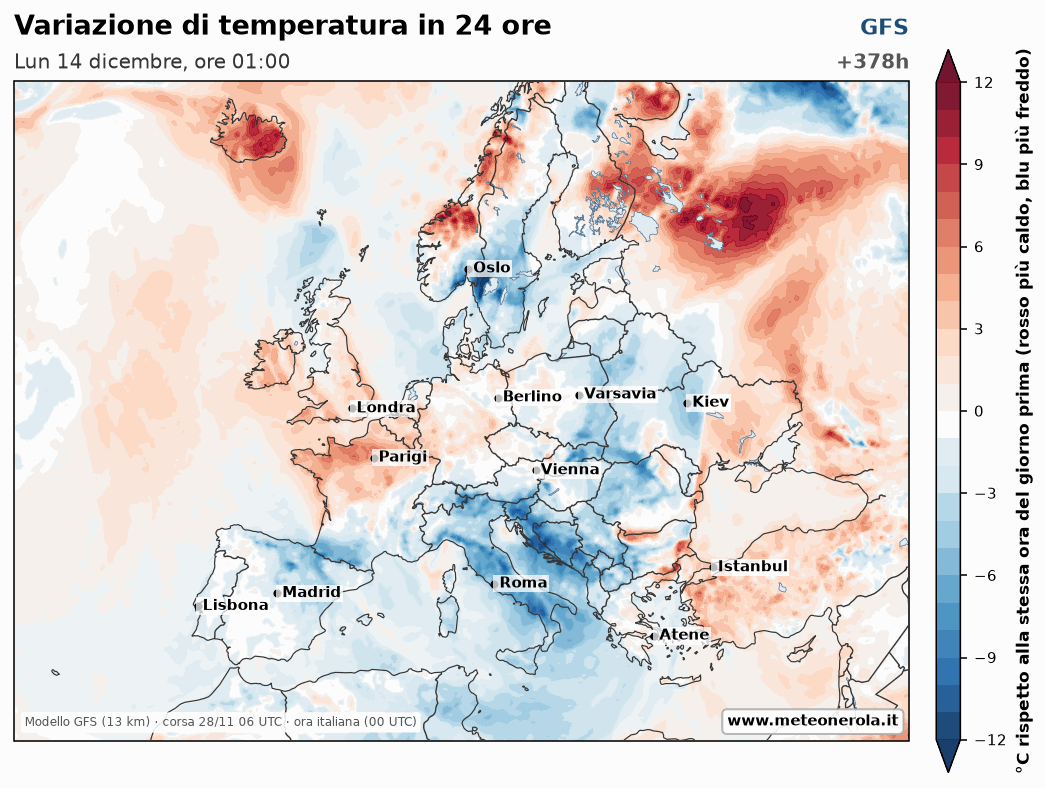 Variazione di temperatura in 24 ore
GFS
Lun 14 dicembre, ore 01:00
+378h
Oslo
Londra
Berlino
Varsavia
Kiev
Parigi
Vienna
Madrid
Lisbona
Roma
Istanbul
Atene
Modello GFS (13 km) · corsa 28/11 06 UTC · ora italiana (00 UTC)
www.meteonerola.it
12
9
6
3
0
−3
−6
−9
−12
°C rispetto alla stessa ora del giorno prima (rosso più caldo, blu più freddo)